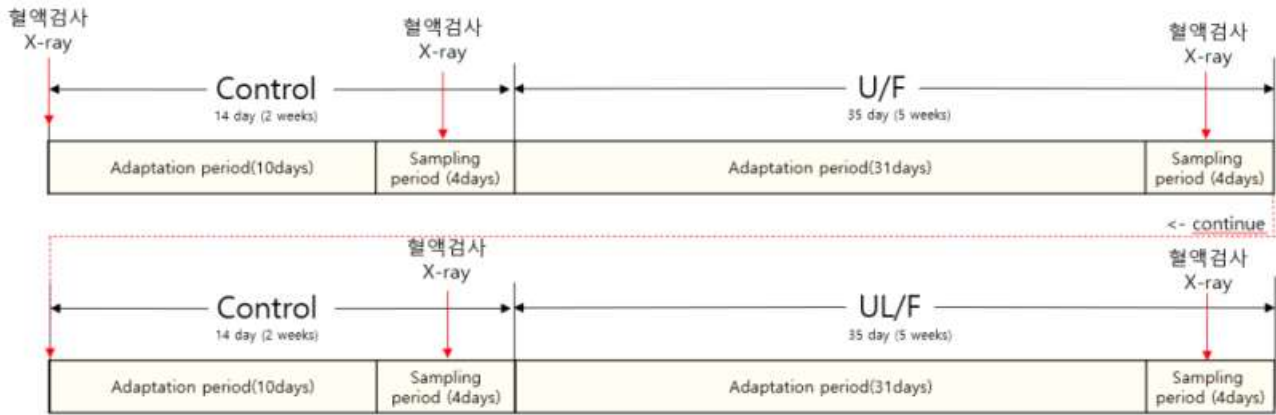 혈액검사
X-ray
혈액검사
X-ray
혈액검사
X-ray
Control
14 day (2 weeks)
U/F
35 day (5 weeks)
Adaptation period(10days)
Sampling
period (4days)
Adaptation period(31days)
Sampling
period (4days)
<- continue
혈액검사
X-ray
혈액검사
X-ray
Control
14 day (2 weeks)
UL/F
35 day (5 weeks)
Adaptation period(10days)
Sampling
period (4days)
Adaptation period(31days)
Sampling
period (4days)